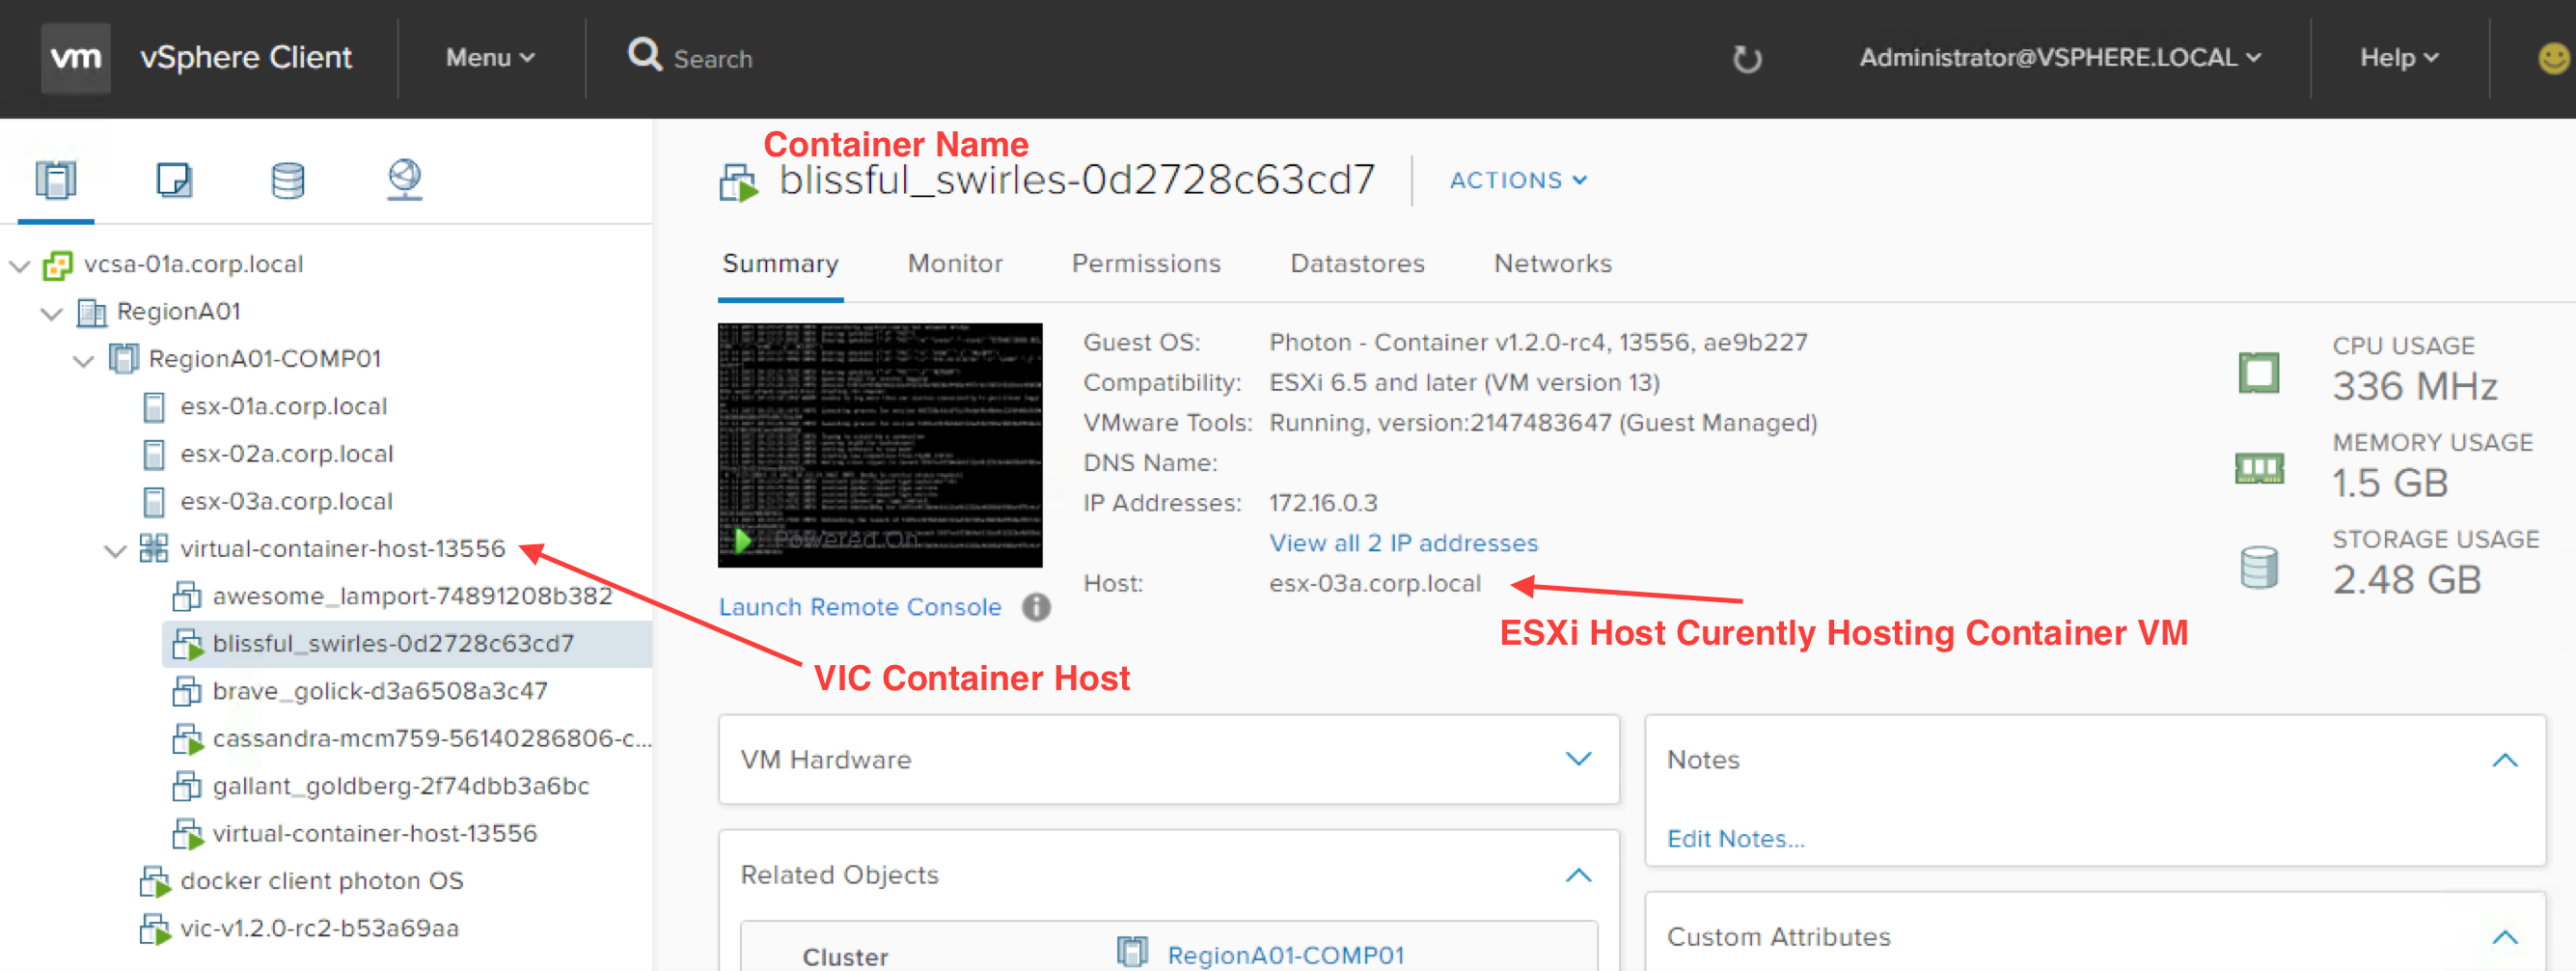 vm vSphere Client Menu Search Administrator@VSPHERE.LOCAL Help
Container Name
blissful_swirles-0d2728c63cd7 ACTIONS
Summary Monitor Permissions Datastores Networks
vcsa-01a.corp.local
RegionA01
RegionA01-COMP01
esx-01a.corp.local
esx-02a.corp.local
esx-03a.corp.local
virtual-container-host-13556
awesome_lamport-74891208b382
blissful_swirles-0d2728c63cd7
brave_golick-d3a6508a3c47
cassandra-mcm759-56140286806-c...
gallant_goldberg-2f74dbb3a6bc
virtual-container-host-13556
docker client photon OS
vic-v1.2.0-rc2-b53a69aa
Powered On
Launch Remote Console
Guest OS: Photon - Container v1.2.0-rc4, 13556, ae9b227
Compatibility: ESXi 6.5 and later (VM version 13)
VMware Tools: Running, version:2147483647 (Guest Managed)
DNS Name:
IP Addresses: 172.16.0.3
View all 2 IP addresses
Host: esx-03a.corp.local
CPU USAGE
336 MHz
MEMORY USAGE
1.5 GB
STORAGE USAGE
2.48 GB
ESXi Host Curently Hosting Container VM
VIC Container Host
VM Hardware
Related Objects
Cluster RegionA01-COMP01
Notes
Edit Notes...
Custom Attributes